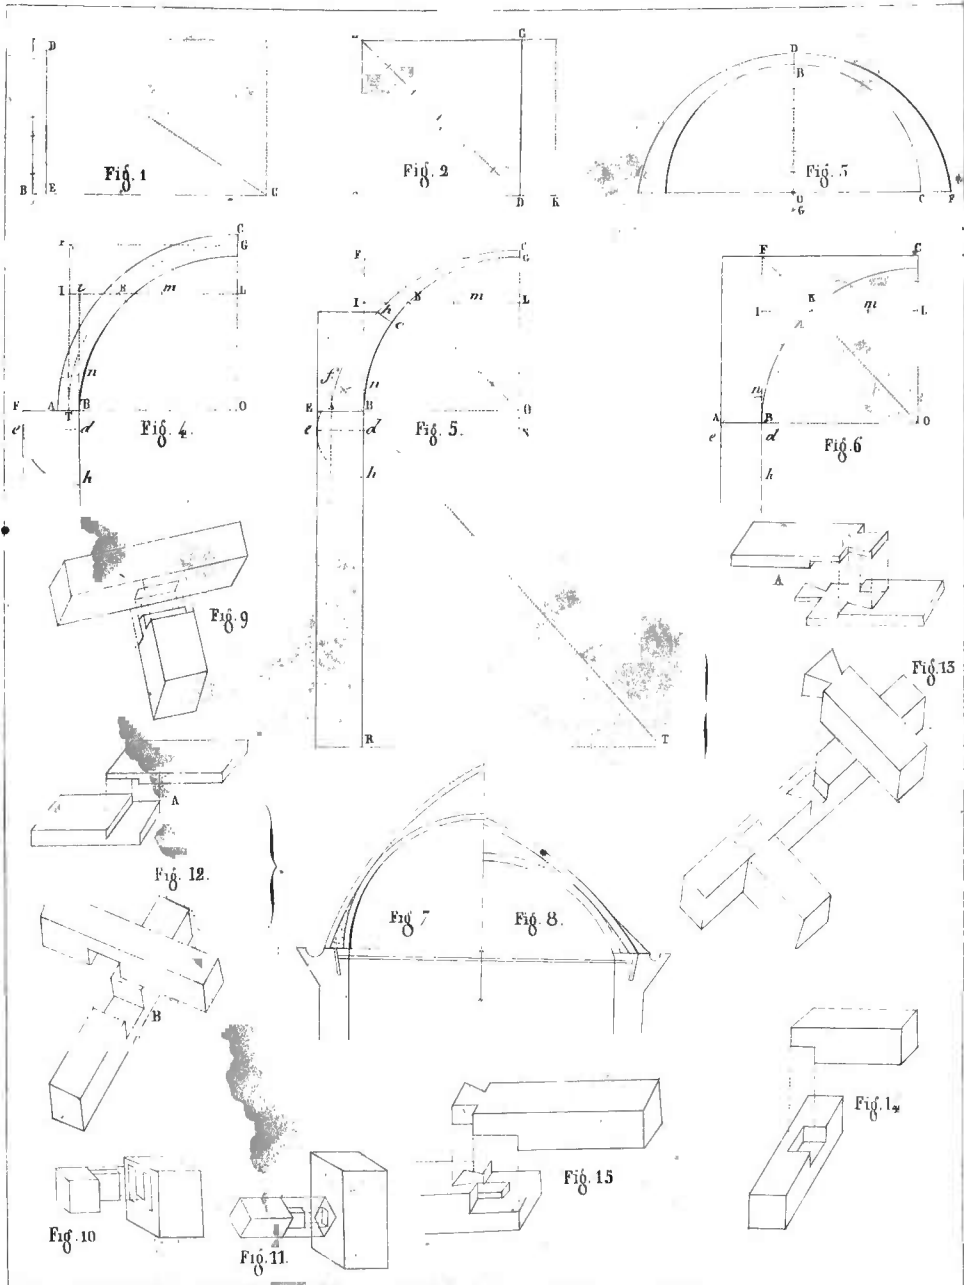 D
B E
C
Fig. 1
G
D K
Fig. 2
D
B
G
C F
Fig. 3
C
G
I L B m L
n
F A T B O
e d
Fig. 4.
h
F C
G
I h K m L
c
f n
E A B O
e d
Fig. 5.
h
R T
F C
I K m L
n
A B O
e d
Fig. 6
h
Fig. 9
A
Fig. 13
A
Fig. 12.
Fig 7
Fig. 8.
B
Fig. 14
Fig. 15
Fig. 10
Fig. 11.